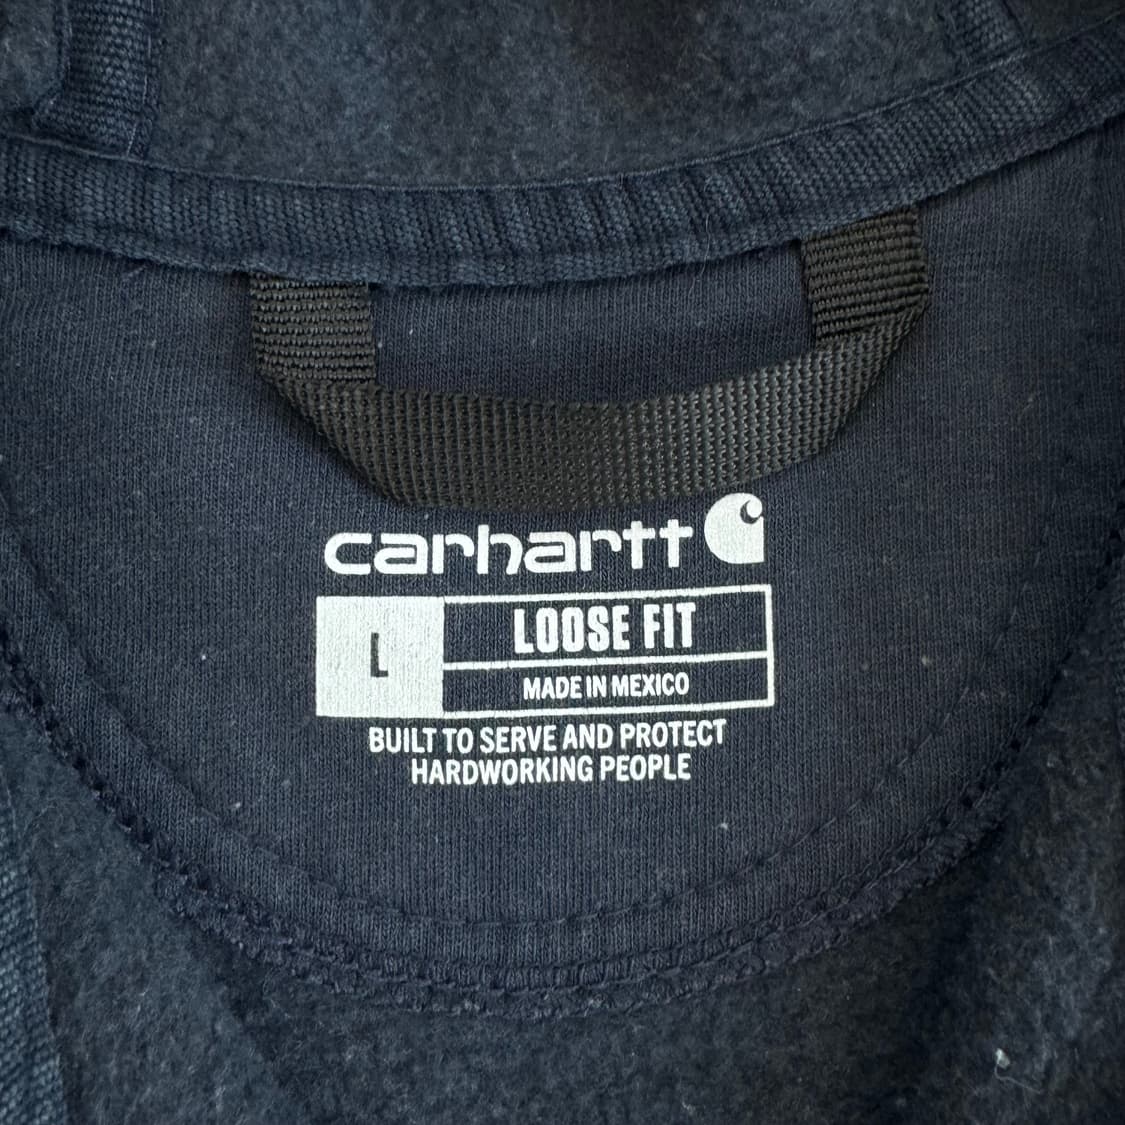 carhartt
L
LOOSE FIT
MADE IN MEXICO
BUILT TO SERVE AND PROTECT
HARDWORKING PEOPLE